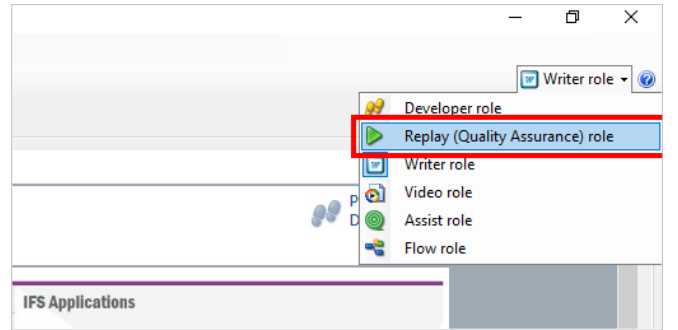 Writer role
Developer role
Replay (Quality Assurance) role
Writer role
Video role
P
D
Assist role
Flow role
IFS Applications